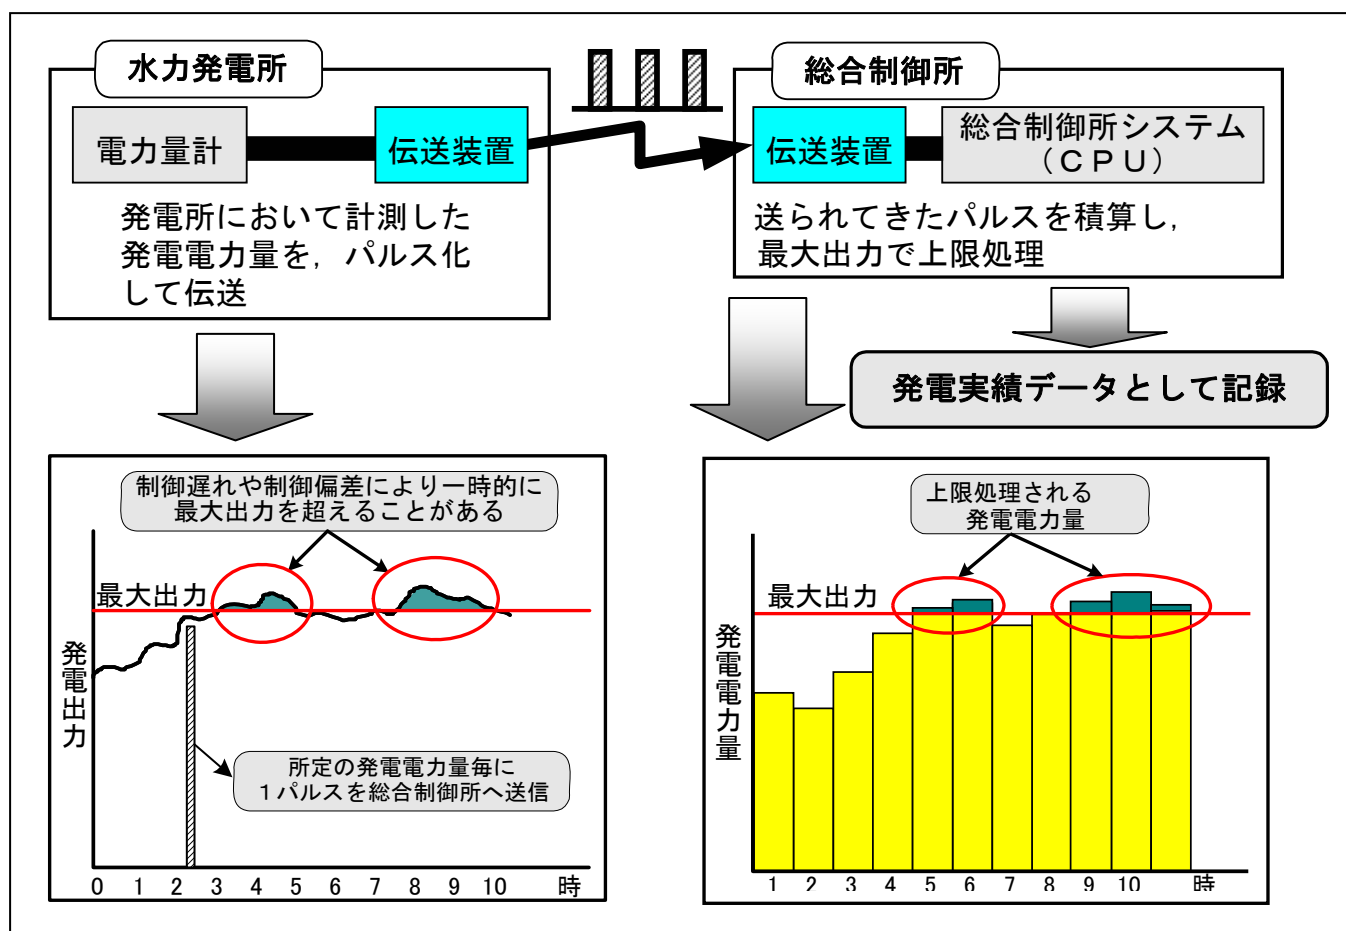 水力発電所
電力量計
伝送装置
発電所において計測した
発電電力量を，パルス化
して伝送
総合制御所
伝送装置
総合制御所システム
（ＣＰＵ）
送られてきたパルスを積算し，
最大出力で上限処理
発電実績データとして記録
制御遅れや制御偏差により一時的に
最大出力を超えることがある
最大出力
発電出力
所定の発電電力量毎に
１パルスを総合制御所へ送信
0 1 2 3 4 5 6 7 8 9 10 時
上限処理される
発電電力量
最大出力
発電電力量
1 2 3 4 5 6 7 8 9 10 時